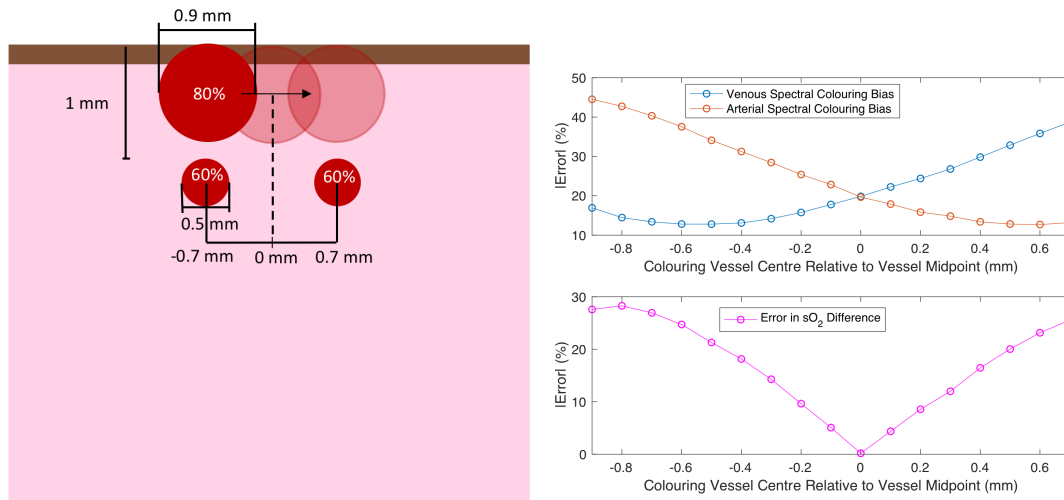 0.9 mm
1 mm
80%
60%
60%
0.5 mm
-0.7 mm
0 mm
0.7 mm
50
40
30
20
10
|Error| (%)
Venous Spectral Colouring Bias
Arterial Spectral Colouring Bias
-0.8
-0.6
-0.4
-0.2
0
0.2
0.4
0.6
Colouring Vessel Centre Relative to Vessel Midpoint (mm)
30
20
10
0
|Error| (%)
Error in sO₂ Difference
-0.8
-0.6
-0.4
-0.2
0
0.2
0.4
0.6
Colouring Vessel Centre Relative to Vessel Midpoint (mm)